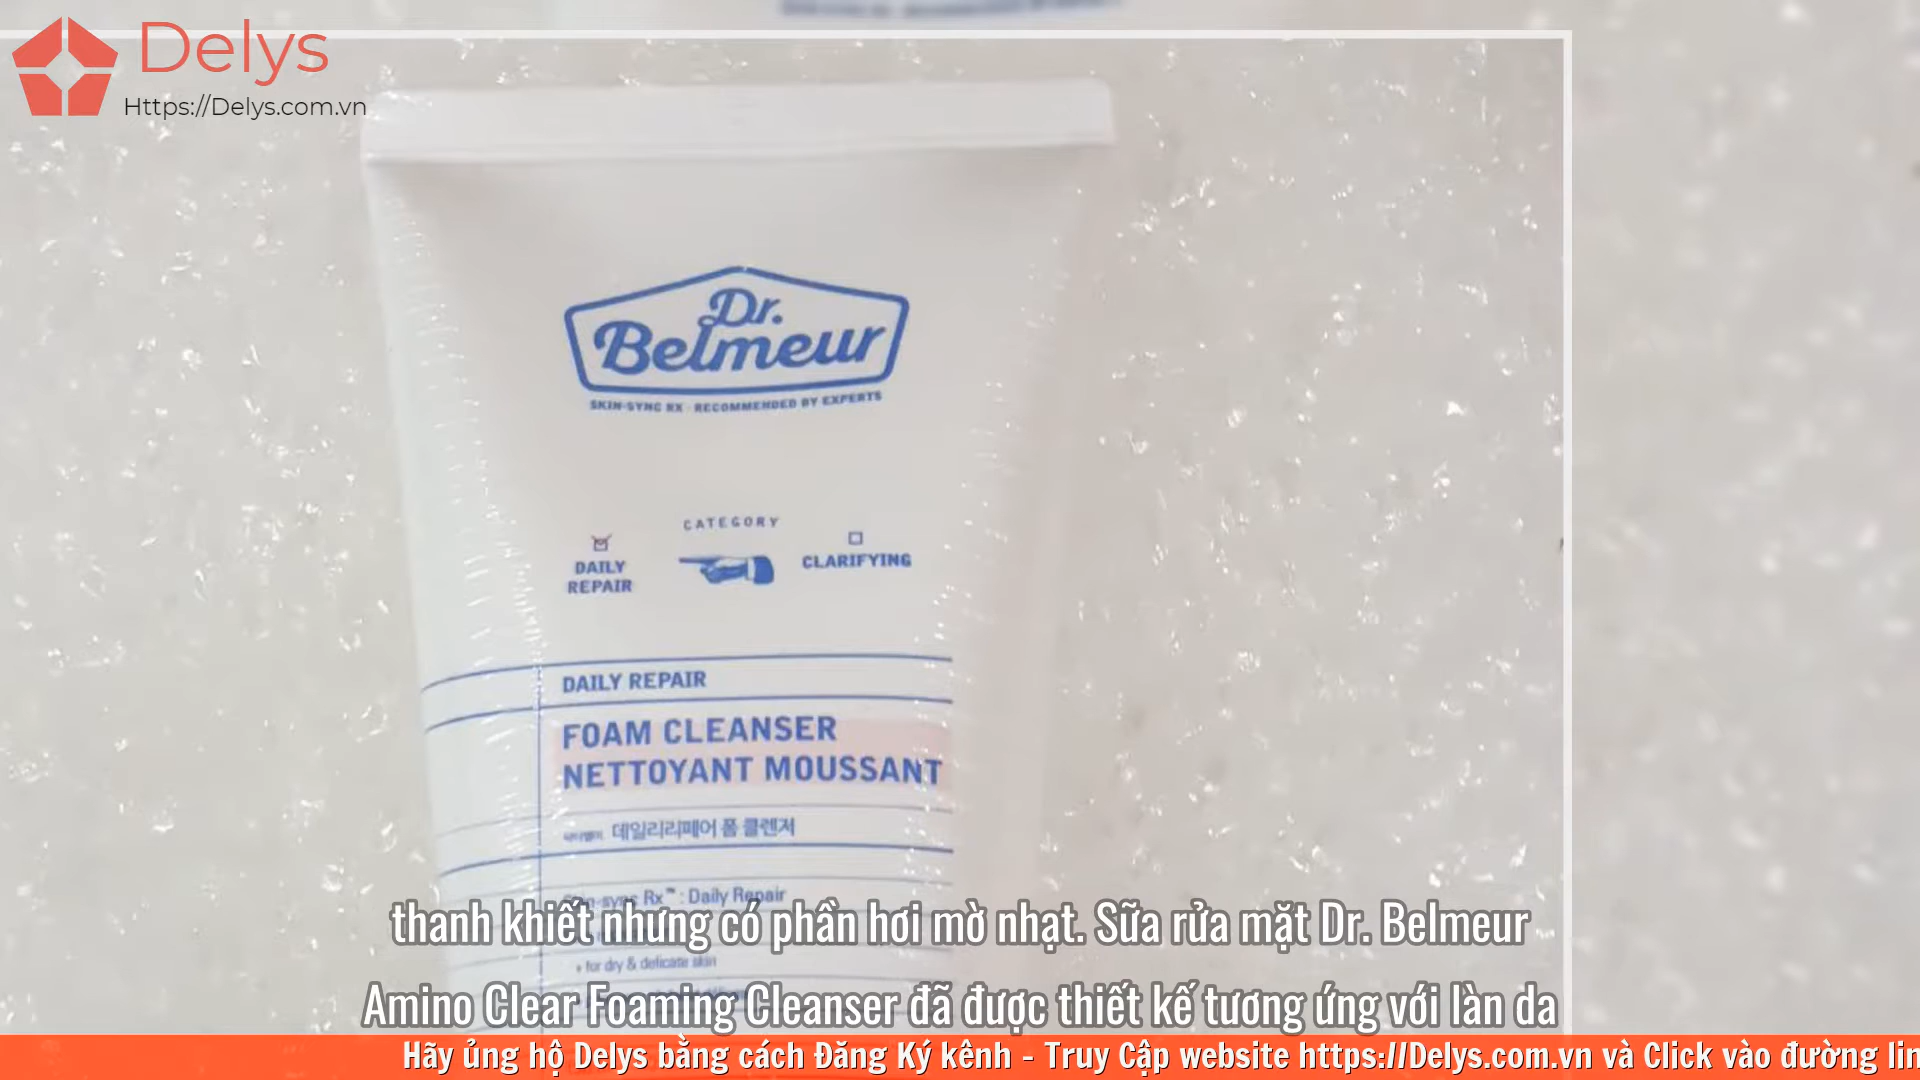 Delys
Https://Delys.com.vn
Dr.
Belmeur
SKIN-SYNC RX · RECOMMENDED BY EXPERTS
CATEGORY
DAILY
REPAIR
CLARIFYING
DAILY REPAIR
FOAM CLEANSER
NETTOYANT MOUSSANT
데일리리페어 폼 클렌저
Skin-sync Rx™ : Daily Repair
+ for dry & delicate skin
thanh khiết nhưng có phần hơi mờ nhạt. Sữa rửa mặt Dr. Belmeur
Amino Clear Foaming Cleanser đã được thiết kế tương ứng với làn da
Hãy ủng hộ Delys bằng cách Đăng Ký kênh - Truy Cập website https://Delys.com.vn và Click vào đường